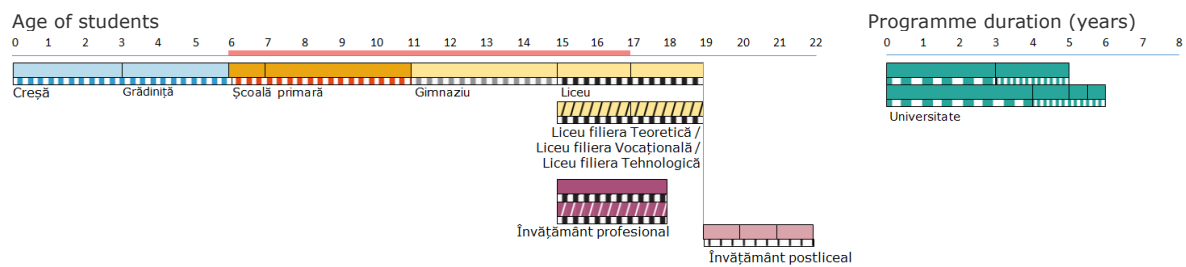 Age of students
Programme duration (years)
0 1 2 3 4 5 6 7 8 9 10 11 12 13 14 15 16 17 18 19 20 21 22
0 1 2 3 4 5 6 7 8
Creșă
Grădiniță
Școală primară
Gimnaziu
Liceu
Universitate
Liceu filiera Teoretică /
Liceu filiera Vocațională /
Liceu filiera Tehnologică
Învățământ profesional
Învățământ postliceal